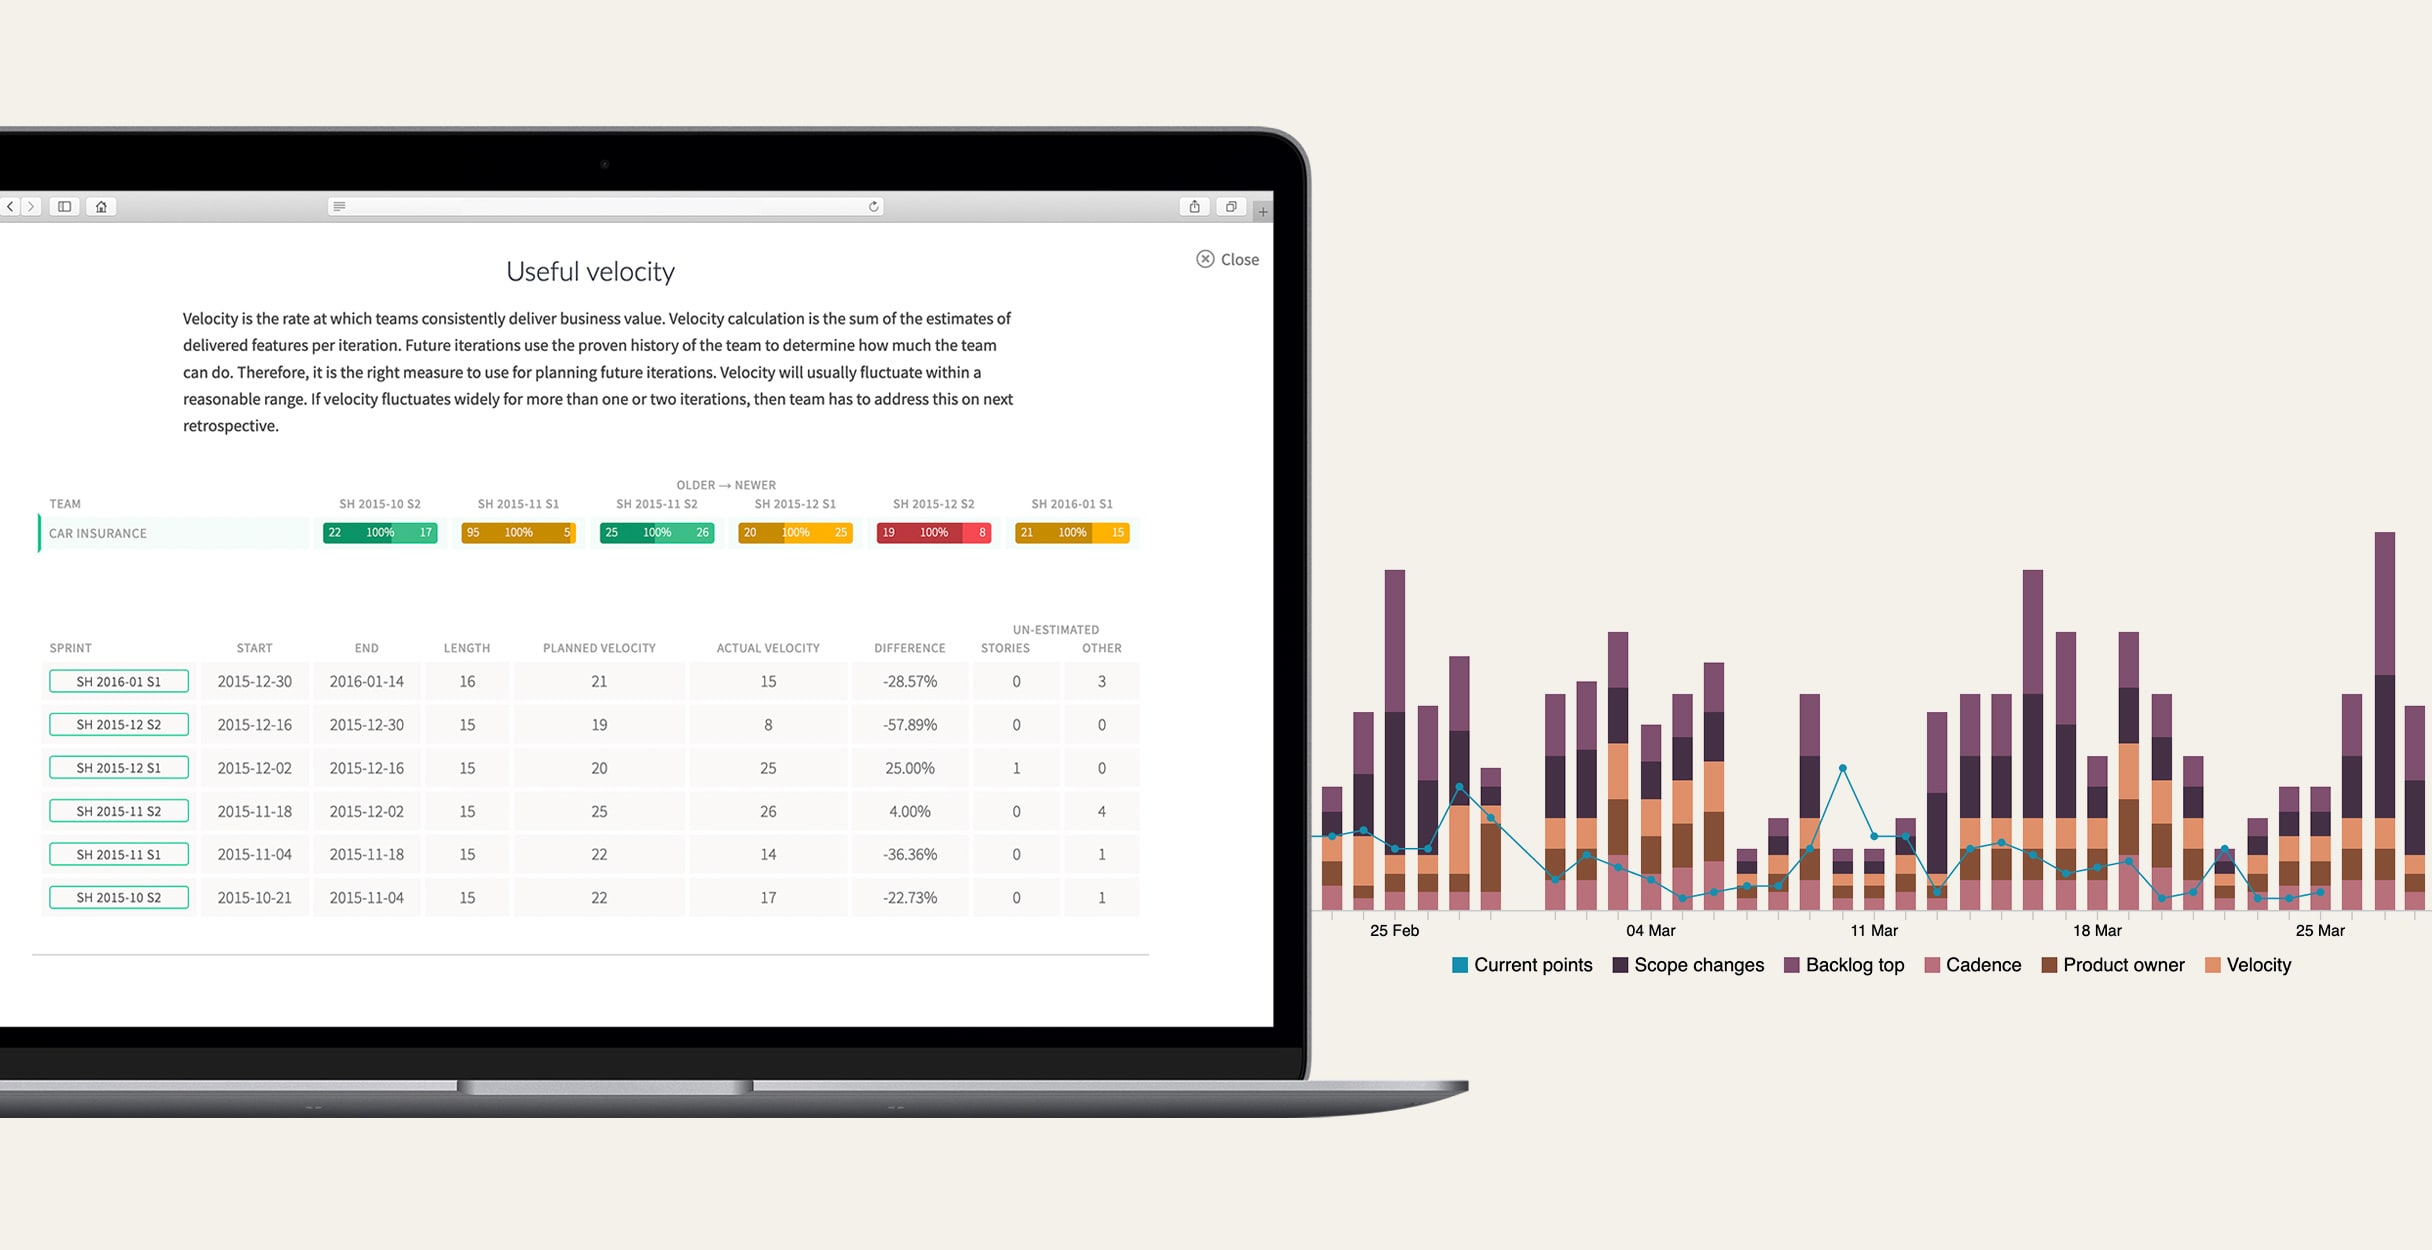 Close
Useful velocity
Velocity is the rate at which teams consistently deliver business value. Velocity calculation is the sum of the estimates of
delivered features per iteration. Future iterations use the proven history of the team to determine how much the team
can do. Therefore, it is the right measure to use for planning future iterations. Velocity will usually fluctuate within a
reasonable range. If velocity fluctuates widely for more than one or two iterations, then team has to address this on next
retrospective.
OLDER → NEWER
TEAM SH 2015-10 S2 SH 2015-11 S1 SH 2015-11 S2 SH 2015-12 S1 SH 2015-12 S2 SH 2016-01 S1
CAR INSURANCE 22 100% 17 95 100% 5 25 100% 26 20 100% 25 19 100% 8 21 100% 15
UN-ESTIMATED
SPRINT START END LENGTH PLANNED VELOCITY ACTUAL VELOCITY DIFFERENCE STORIES OTHER
SH 2016-01 S1 2015-12-30 2016-01-14 16 21 15 -28.57% 0 3
SH 2015-12 S2 2015-12-16 2015-12-30 15 19 8 -57.89% 0 0
SH 2015-12 S1 2015-12-02 2015-12-16 15 20 25 25.00% 1 0
SH 2015-11 S2 2015-11-18 2015-12-02 15 25 26 4.00% 0 4
SH 2015-11 S1 2015-11-04 2015-11-18 15 22 14 -36.36% 0 1
SH 2015-10 S2 2015-10-21 2015-11-04 15 22 17 -22.73% 0 1
25 Feb 04 Mar 11 Mar 18 Mar 25 Mar
Current points Scope changes Backlog top Cadence Product owner Velocity